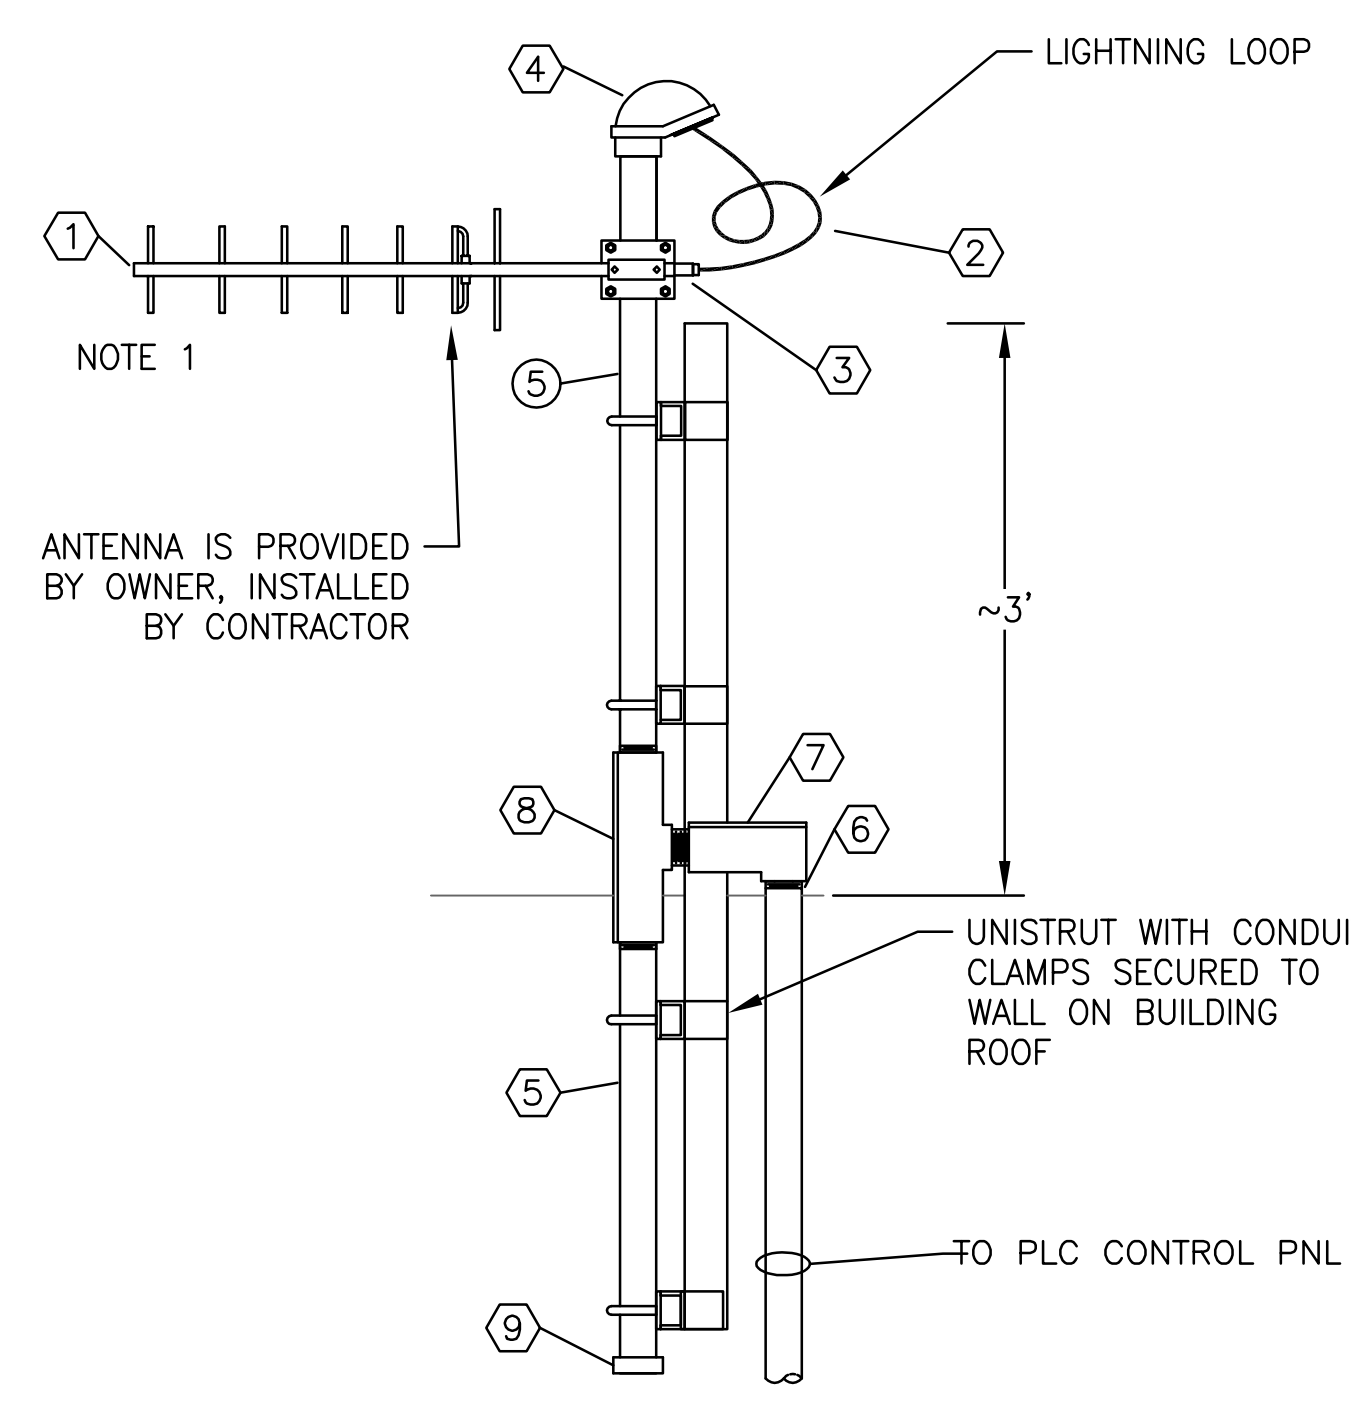 4
LIGHTNING LOOP
1
2
NOTE 1
5
3
ANTENNA IS PROVIDED
BY OWNER, INSTALLED
BY CONTRACTOR
~3'
7
8
6
UNISTRUT WITH CONDUI
CLAMPS SECURED TO
WALL ON BUILDING
ROOF
5
TO PLC CONTROL PNL
9